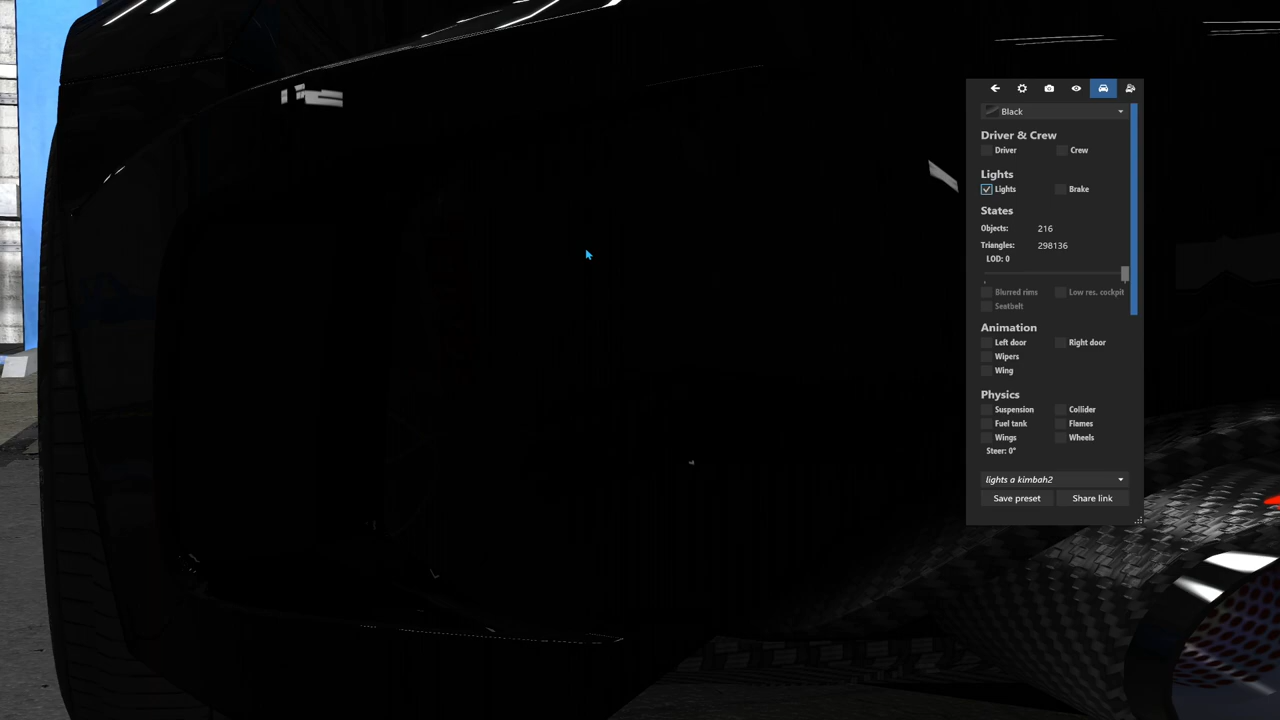 Black
Driver & Crew
Driver Crew
Lights
Lights Brake
States
Objects: 216
Triangles: 298136
LOD: 0
Blurred rims Low res. cockpit
Seatbelt
Animation
Left door Right door
Wipers
Wing
Physics
Suspension Collider
Fuel tank Flames
Wings Wheels
Steer: 0°
lights a kimbah2
Save preset Share link